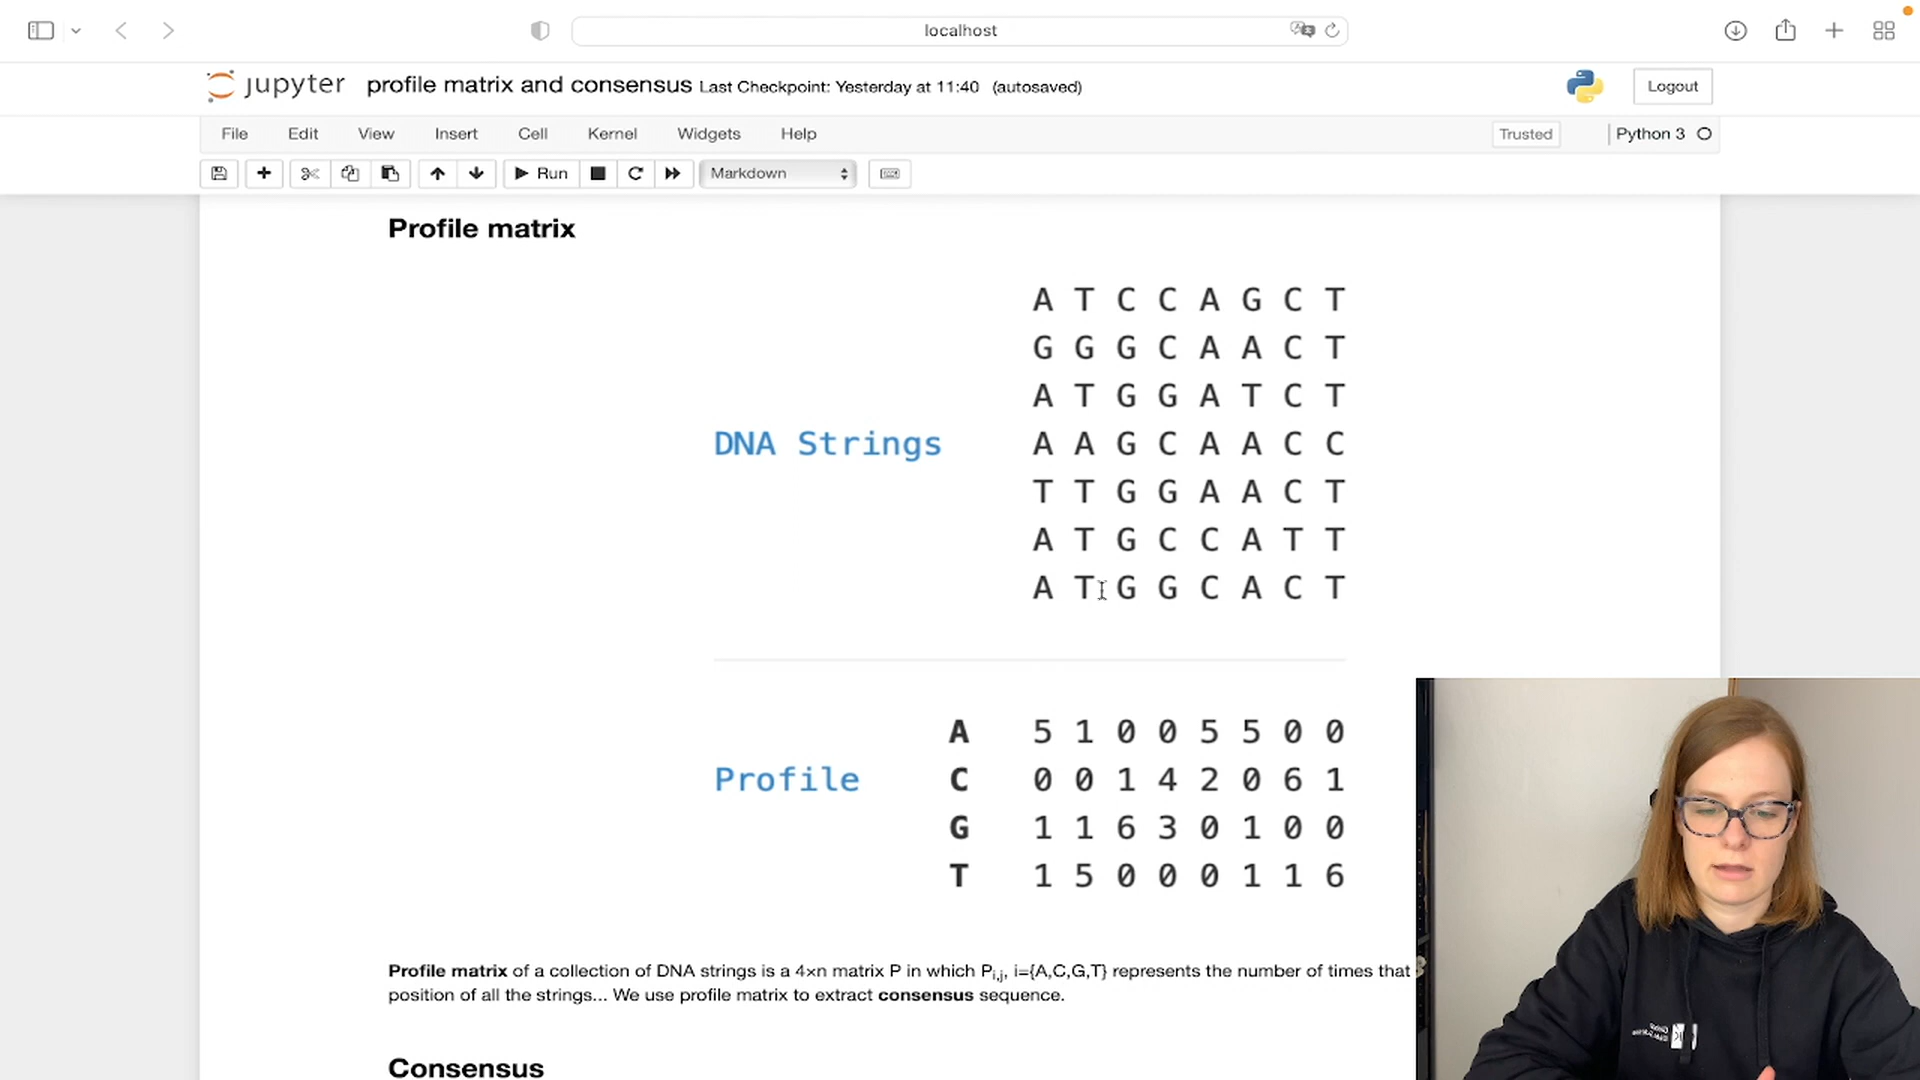 localhost
jupyter profile matrix and consensus Last Checkpoint: Yesterday at 11:40 (autosaved)
Logout
File Edit View Insert Cell Kernel Widgets Help
Trusted Python 3
Run Markdown
Profile matrix
A T C C A G C T
G G G C A A C T
A T G G A T C T
DNA Strings A A G C A A C C
T T G G A A C T
A T G C C A T T
A T G G C A C T
A 5 1 0 0 5 5 0 0
Profile C 0 0 1 4 2 0 6 1
G 1 1 6 3 0 1 0 0
T 1 5 0 0 0 1 1 6
Profile matrix of a collection of DNA strings is a 4×n matrix P in which Pi,j, i={A,C,G,T} represents the number of times that
position of all the strings... We use profile matrix to extract consensus sequence.
Consensus